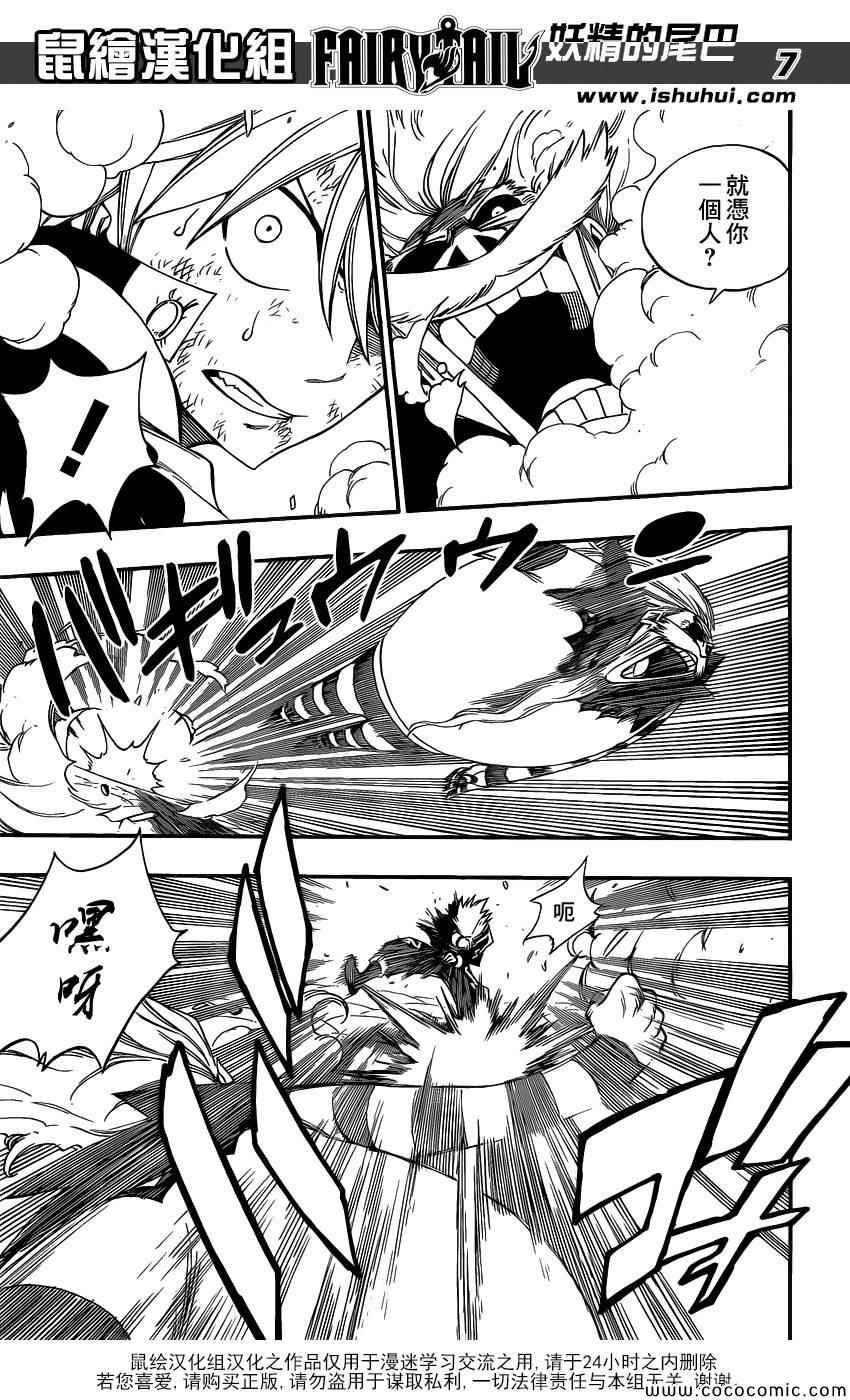 鼠繪漢化組 FAIRY TAIL 妖精的尾巴 7
www.ishuhui.com
就憑你
一個人？
！
バギュウゥーン
呃
嘿
呀
鼠绘汉化组汉化之作品仅用于漫迷学习交流之用, 请于24小时之内删除
若您喜爱, 请购买正版, 请勿盗用于谋取私利, 一切法律责任与本组无关, 谢谢.
www.cococomic.com